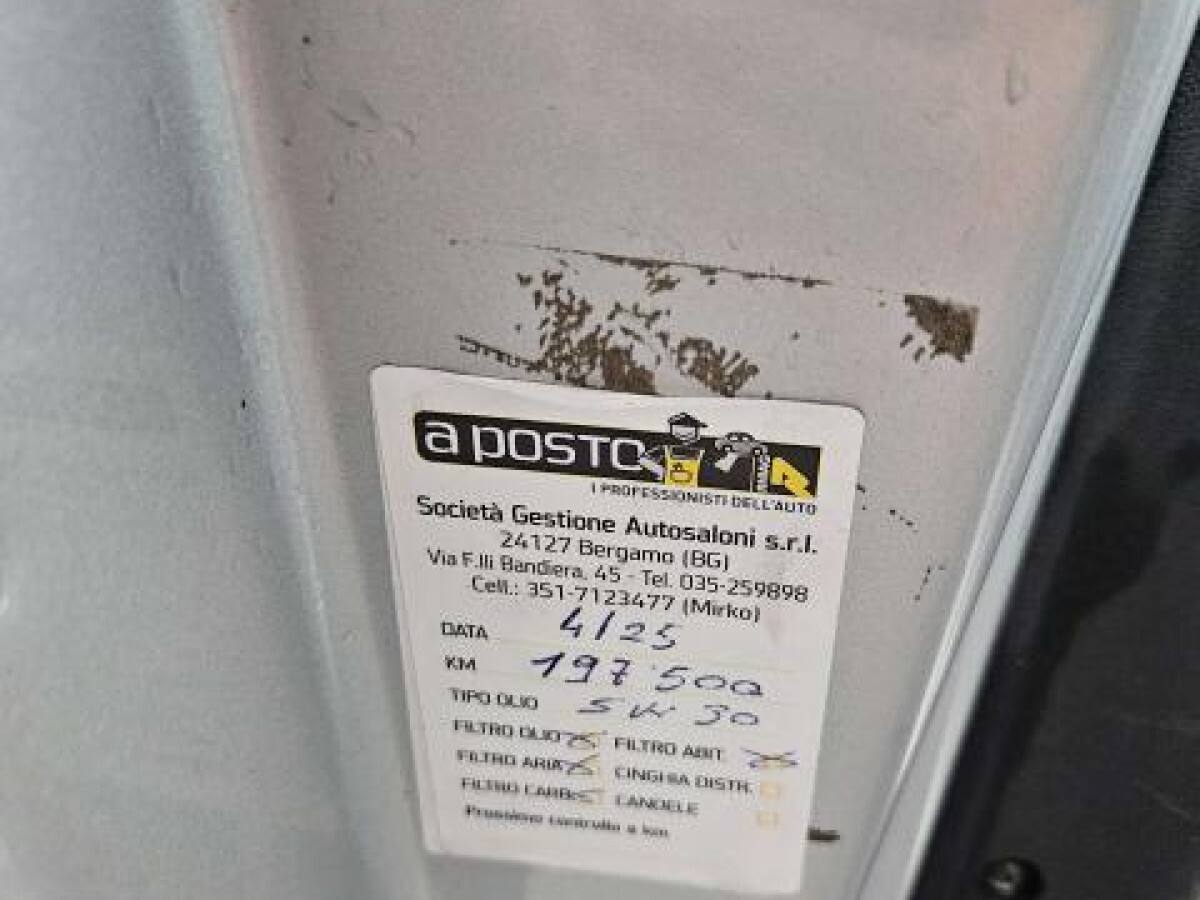 a POSTO
I PROFESSIONISTI DELL'AUTO
Società Gestione Autosaloni s.r.l.
24127 Bergamo (BG)
Via F.lli Bandiera, 45 - Tel. 035-259898
Cell.: 351-7123477 (Mirko)
DATA 4/25
KM 197'500
TIPO OLIO 5W30
FILTRO OLIO FILTRO ABIT.
FILTRO ARIA CINGHIA DISTR.
FILTRO CARB. CANDELE
Prossimo controllo a km